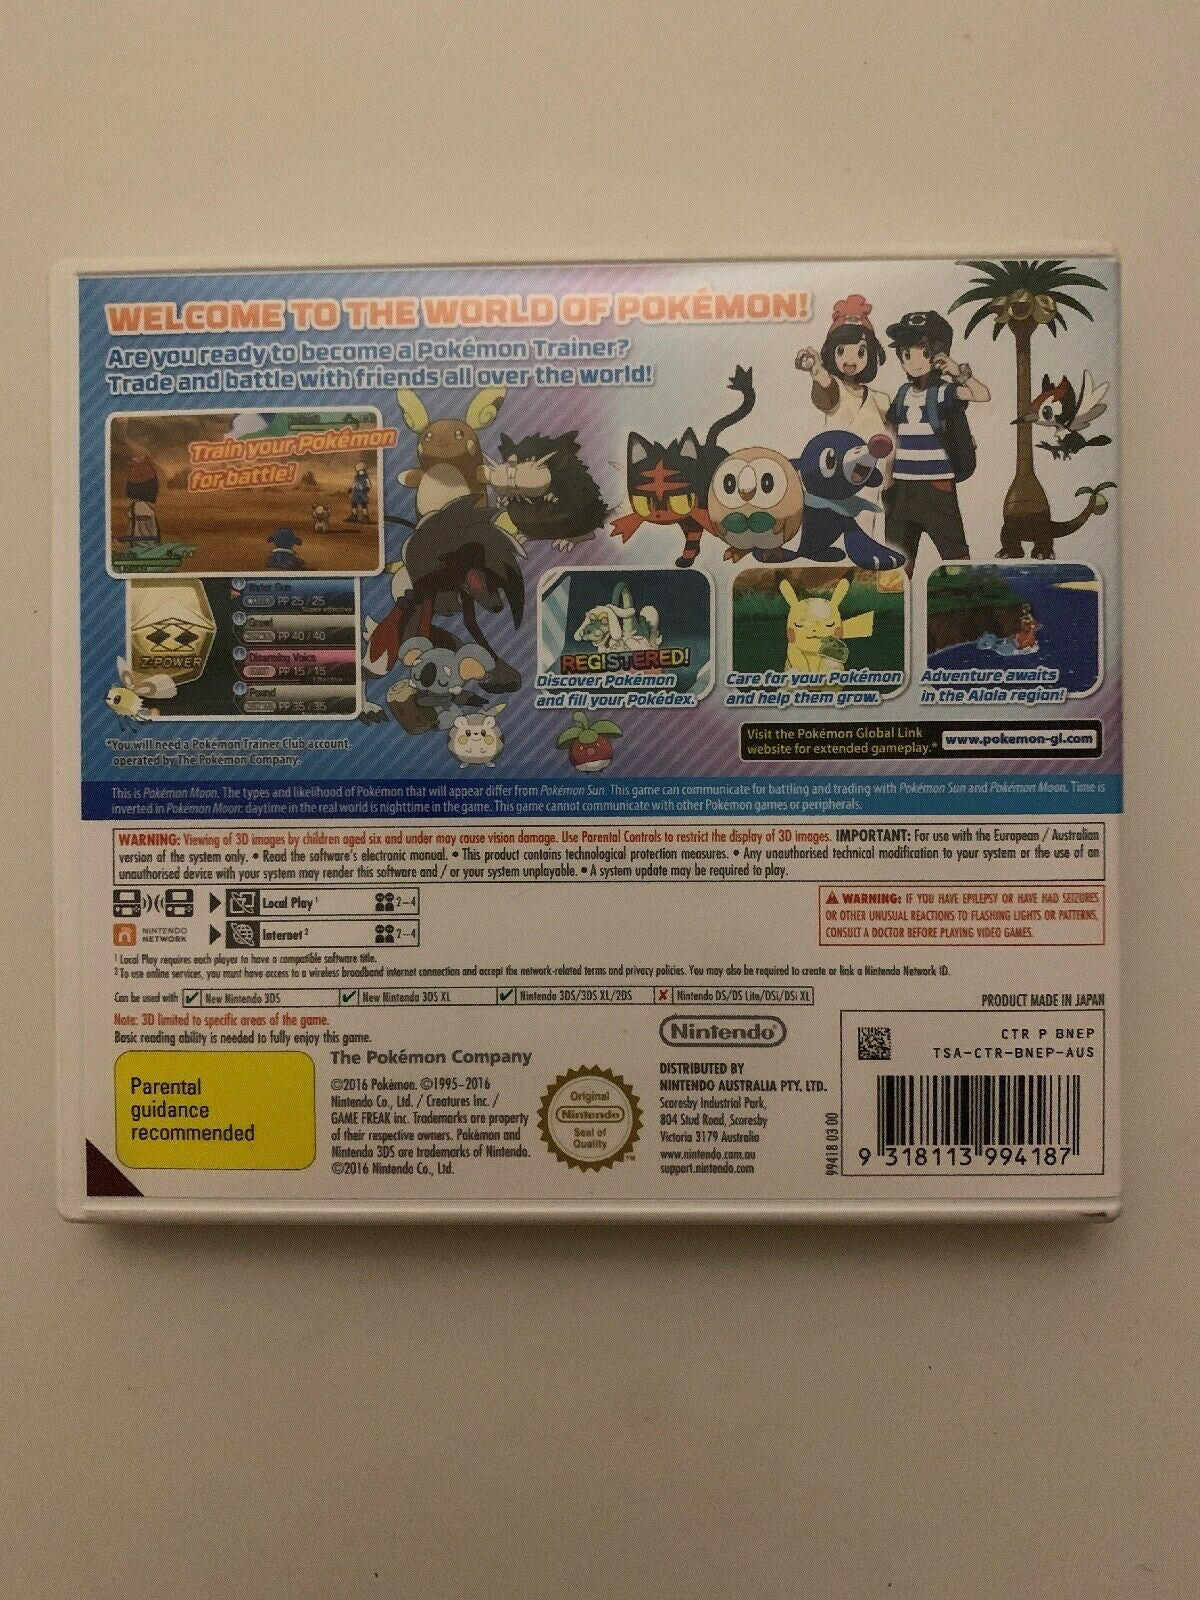 WELCOME TO THE WORLD OF POKÉMON!
Are you ready to become a Pokémon Trainer?
Trade and battle with friends all over the world!
Train your Pokémon
for battle!
Z-POWER
Water Gun
PP 25/25
Super effective
Growl
PP 40/40
Disarming Voice
PP 15/15
Effective
Pound
PP 35/35
*You will need a Pokémon Trainer Club account,
operated by The Pokémon Company.
REGISTERED!
Discover Pokémon
and fill your Pokédex.
Care for your Pokémon
and help them grow.
Adventure awaits
in the Alola region!
Visit the Pokémon Global Link
website for extended gameplay.*
www.pokemon-gl.com
This is Pokémon Moon. The types and likelihood of Pokémon that will appear differ from Pokémon Sun. This game can communicate for battling and trading with Pokémon Sun and Pokémon Moon. Time is
inverted in Pokémon Moon: daytime in the real world is nighttime in the game. This game cannot communicate with other Pokémon games or peripherals.
WARNING: Viewing of 3D images by children aged six and under may cause vision damage. Use Parental Controls to restrict the display of 3D images. IMPORTANT: For use with the European / Australian
version of the system only. • Read the software's electronic manual. • This product contains technological protection measures. • Any unauthorised technical modification to your system or the use of an
unauthorised device with your system may render this software and / or your system unplayable. • A system update may be required to play.
Local Play¹ 2–4
NINTENDO
NETWORK
Internet² 2–4
WARNING: IF YOU HAVE EPILEPSY OR HAVE HAD SEIZURES
OR OTHER UNUSUAL REACTIONS TO FLASHING LIGHTS OR PATTERNS,
CONSULT A DOCTOR BEFORE PLAYING VIDEO GAMES.
¹ Local Play requires each player to have a compatible software title.
² To use online services, you must have access to a wireless broadband internet connection and accept the network-related terms and privacy policies. You may also be required to create or link a Nintendo Network ID.
Can be used with ✓ New Nintendo 3DS ✓ New Nintendo 3DS XL ✓ Nintendo 3DS/3DS XL/2DS ✗ Nintendo DS/DS Lite/DSi/DSi XL
PRODUCT MADE IN JAPAN
Note: 3D limited to specific areas of the game.
Basic reading ability is needed to fully enjoy this game.
Parental
guidance
recommended
The Pokémon Company
©2016 Pokémon. ©1995–2016
Nintendo Co., Ltd. / Creatures Inc. /
GAME FREAK inc. Trademarks are property
of their respective owners. Pokémon and
Nintendo 3DS are trademarks of Nintendo.
©2016 Nintendo Co., Ltd.
Original
Nintendo
Seal of
Quality
TM
Nintendo®
DISTRIBUTED BY
NINTENDO AUSTRALIA PTY. LTD.
Scoresby Industrial Park,
804 Stud Road, Scoresby
Victoria 3179 Australia
www.nintendo.com.au
support.nintendo.com
99418 03 00
CTR P BNEP
TSA-CTR-BNEP-AUS
9 318113 994187